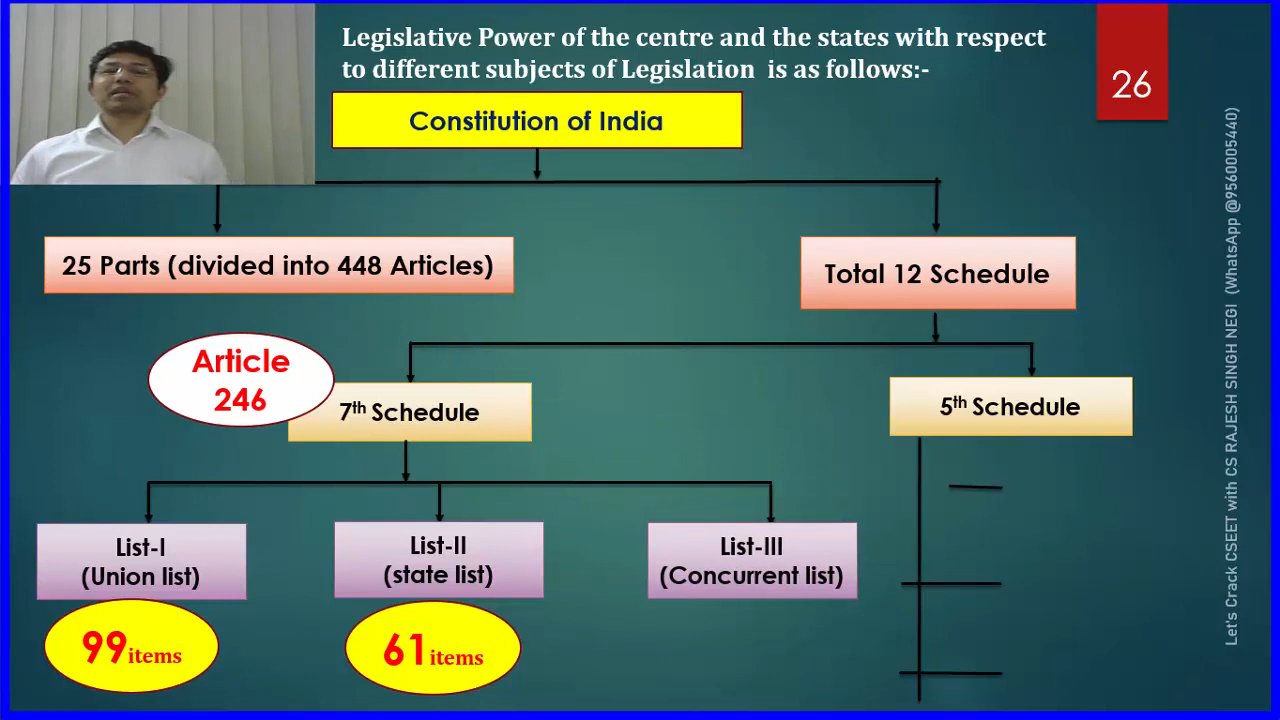 Legislative Power of the centre and the states with respect
to different subjects of Legislation is as follows:-
26
Constitution of India
25 Parts (divided into 448 Articles)
Total 12 Schedule
Article
246
7th Schedule
5th Schedule
List-I
(Union list)
List-II
(state list)
List-III
(Concurrent list)
99 items
61 items
Let's Crack CSEET with CS RAJESH SINGH NEGI (WhatsApp @9560005440)